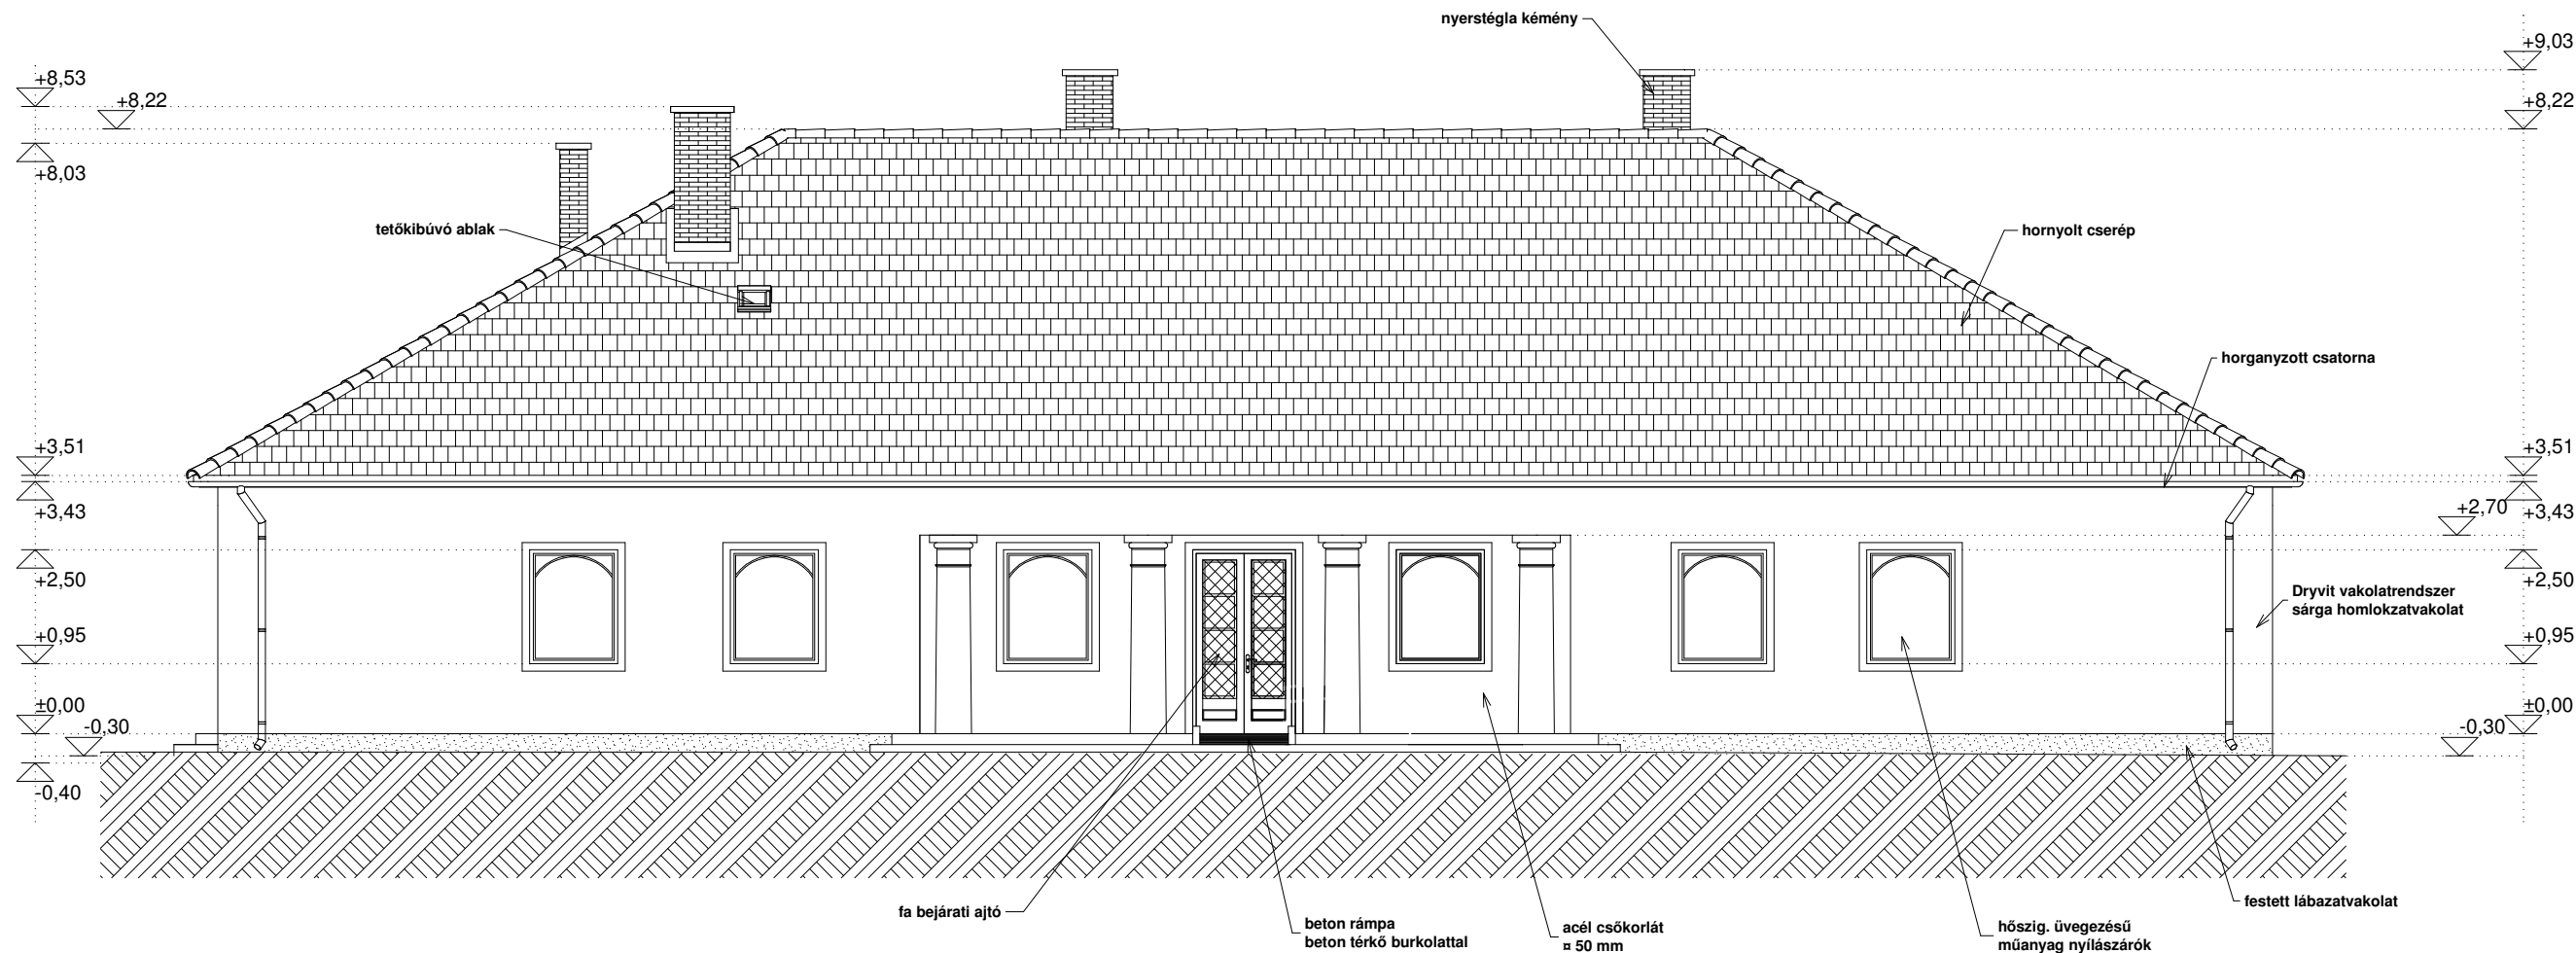 nyerstégla kémény
+9,03
+8,53
+8,22
+8,22
+8,03
tetőkibúvó ablak
hornyolt cserép
horganyzott csatorna
+3,51
+3,51
+3,43
+2,70
+3,43
+2,50
+2,50
Dryvit vakolatrendszer
sárga homlokzatvakolat
+0,95
+0,95
±0,00
±0,00
-0,30
-0,30
-0,40
fa bejárati ajtó
beton rámpa
beton térkő burkolattal
acél csőkorlát
¤ 50 mm
hőszig. üvegezésű
műanyag nyílászárók
festett lábazatvakolat